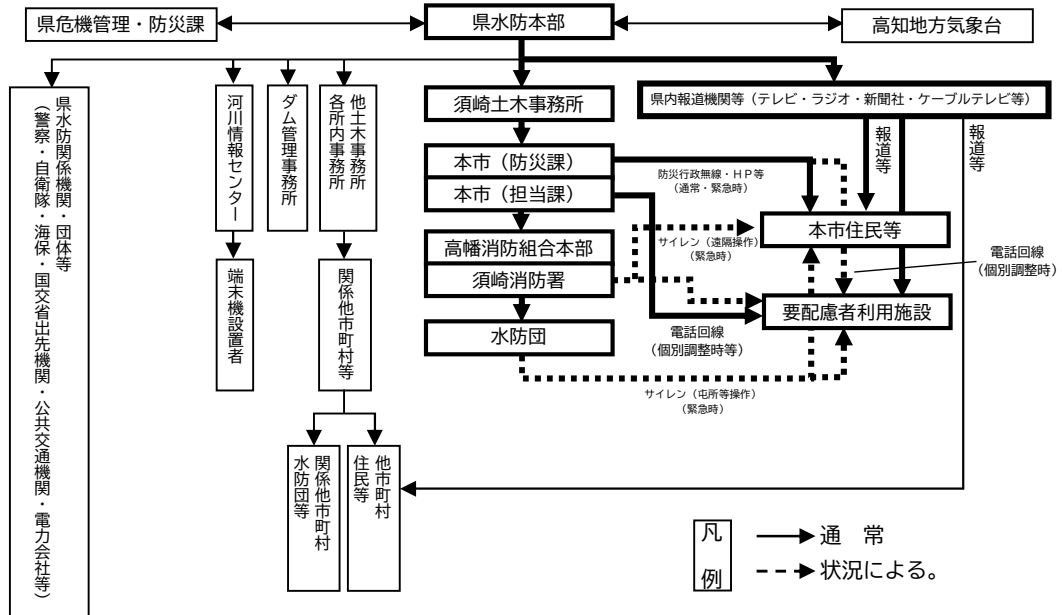 県危機管理・防災課
県水防本部
高知地方気象台
県水防関係機関・団体等
（警察・自衛隊・海保・国交省出先機関・公共交通機関・電力会社等）
河川情報センター
ダム管理事務所
他土木事務所
各所内事務所
須崎土木事務所
県内報道機関等（テレビ・ラジオ・新聞社・ケーブルテレビ等）
報道等
報道等
本市（防災課）
本市（担当課）
防災行政無線・ＨＰ等
（通常・緊急時）
本市住民等
高幡消防組合本部
須崎消防署
サイレン（遠隔操作）
（緊急時）
電話回線
（個別調整時）
端末機設置者
関係他市町村等
要配慮者利用施設
水防団
電話回線
（個別調整時等）
サイレン（屯所等操作）
（緊急時）
関係他市町村
水防団等
他市町村
住民等
凡
例
通　常
状況による。